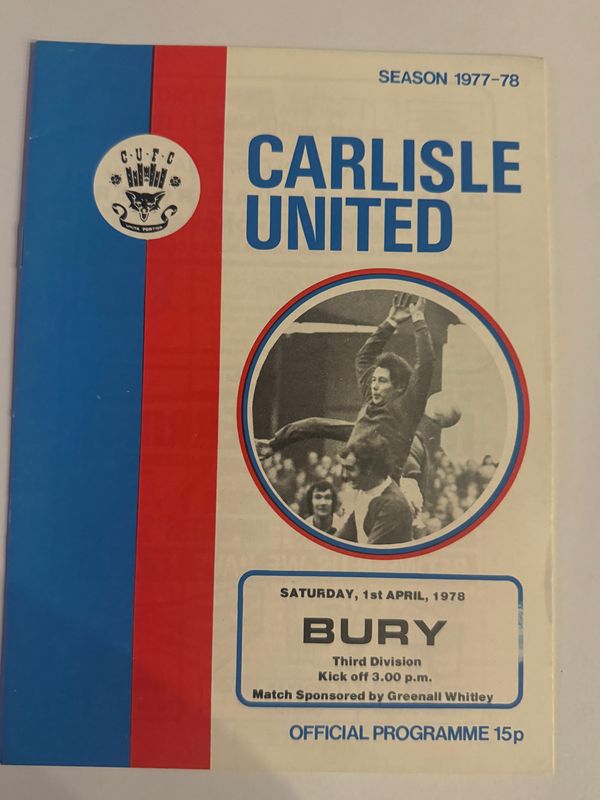 SEASON 1977-78
C·U·F·C
CARLISLE
UNITED
SATURDAY, 1st APRIL, 1978
BURY
Third Division
Kick off 3.00 p.m.
Match Sponsored by Greenall Whitley
OFFICIAL PROGRAMME 15p